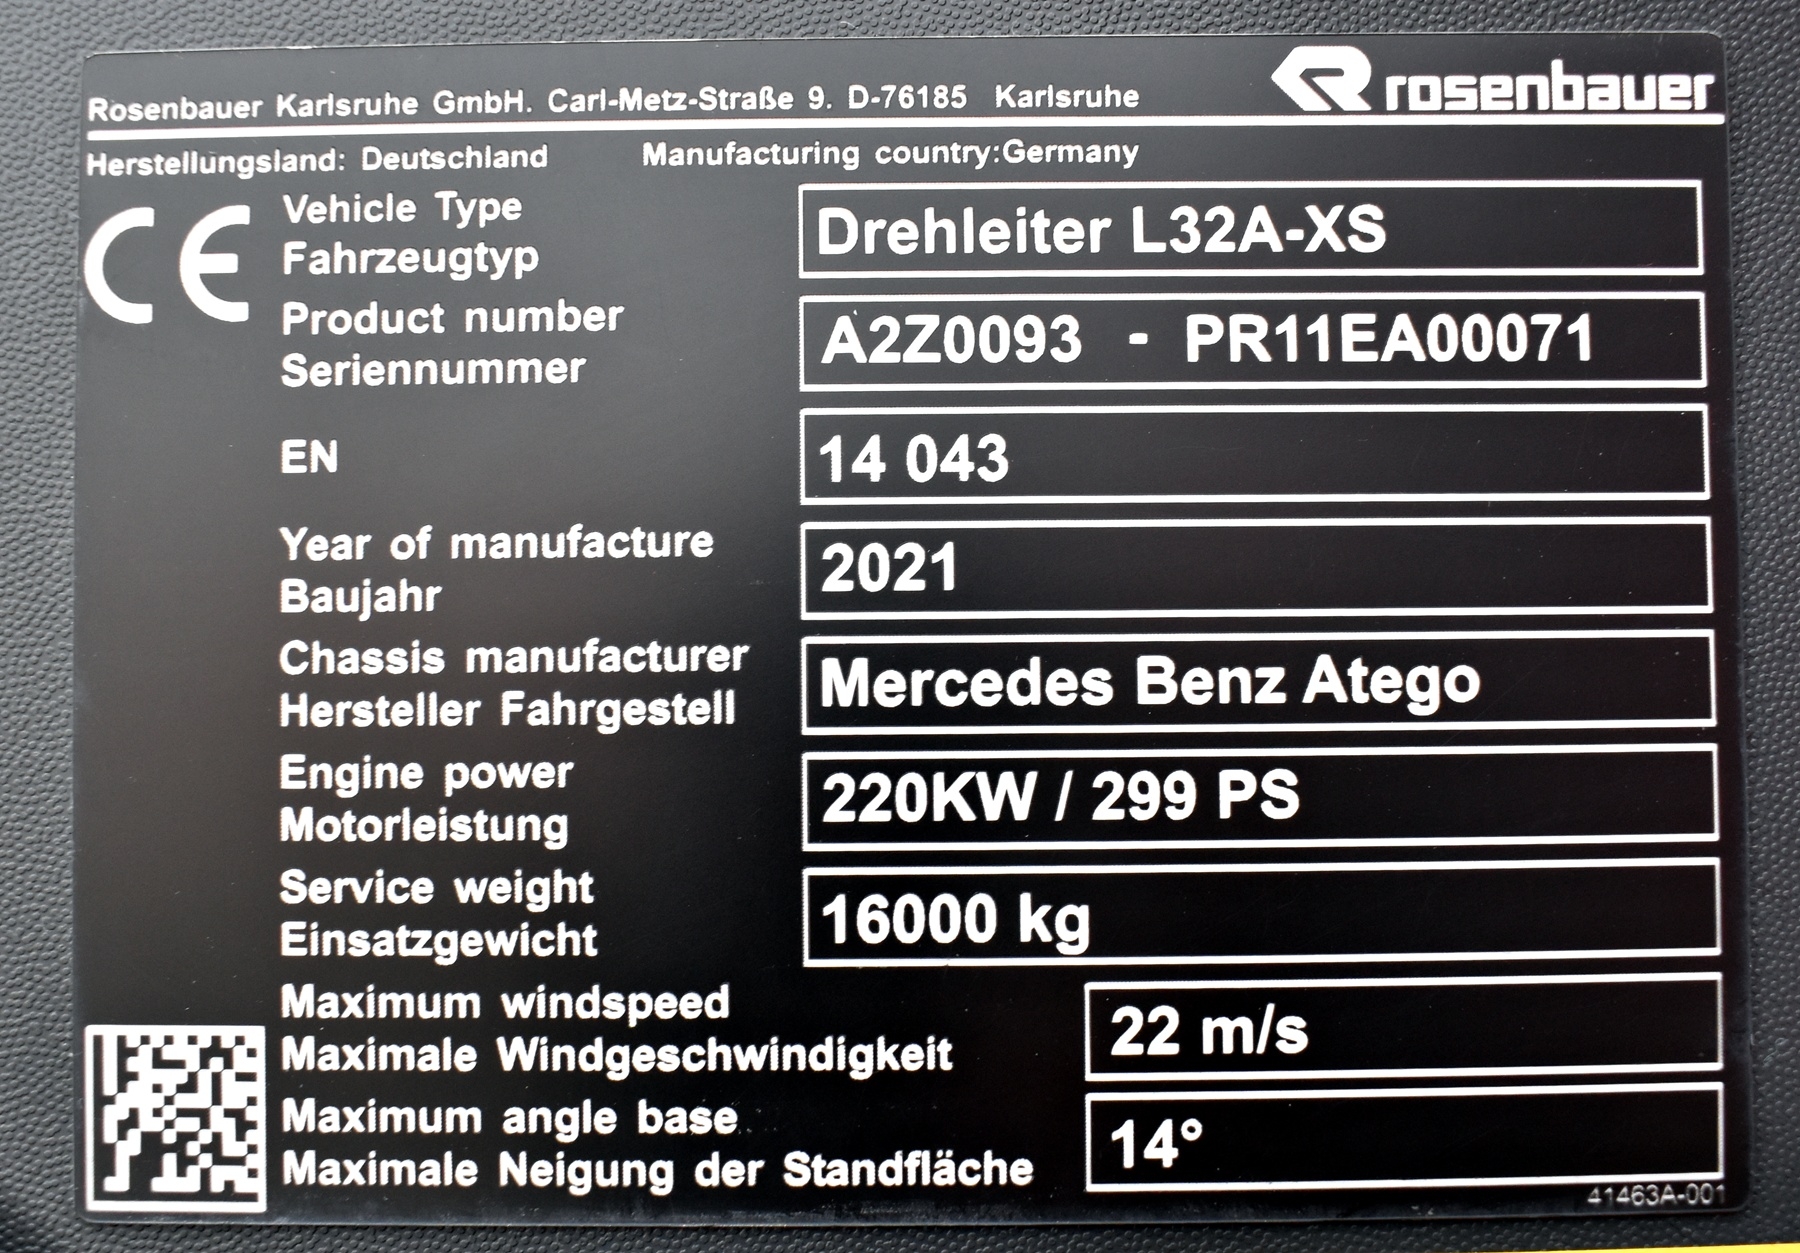 rosenbauer
Rosenbauer Karlsruhe GmbH. Carl-Metz-Straße 9. D-76185 Karlsruhe
Herstellungsland: Deutschland Manufacturing country:Germany
CE
Vehicle Type
Fahrzeugtyp
Drehleiter L32A-XS
Product number
Seriennummer
A2Z0093 - PR11EA00071
EN
14 043
Year of manufacture
Baujahr
2021
Chassis manufacturer
Hersteller Fahrgestell
Mercedes Benz Atego
Engine power
Motorleistung
220KW / 299 PS
Service weight
Einsatzgewicht
16000 kg
Maximum windspeed
Maximale Windgeschwindigkeit
22 m/s
Maximum angle base
Maximale Neigung der Standfläche
14°
41463A-001